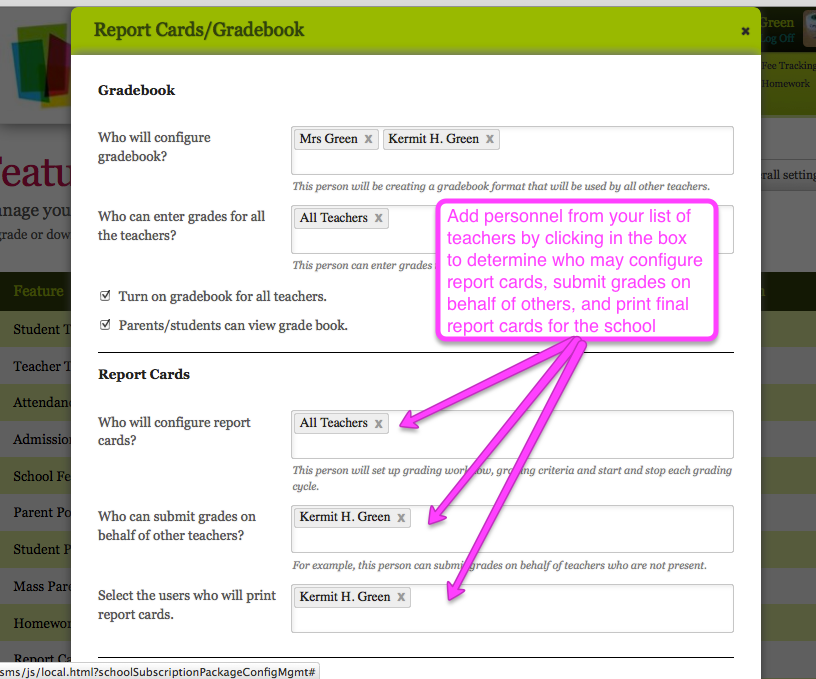 Report Cards/Gradebook
x
Green
Log Off
Fee Tracking
Homework
Gradebook
Who will configure
gradebook?
Mrs Green x Kermit H. Green x
This person will be creating a gradebook format that will be used by all other teachers.
Who can enter grades for all
the teachers?
All Teachers x
This person can enter grades
Turn on gradebook for all teachers.
Parents/students can view grade book.
Add personnel from your list of
teachers by clicking in the box
to determine who may configure
report cards, submit grades on
behalf of others, and print final
report cards for the school
Report Cards
Who will configure report
cards?
All Teachers x
This person will set up grading workflow, grading criteria and start and stop each grading
cycle.
Who can submit grades on
behalf of other teachers?
Kermit H. Green x
For example, this person can submit grades on behalf of teachers who are not present.
Select the users who will print
report cards.
Kermit H. Green x
eatu
nage you
grade or dow
rall setting
Feature
Student T
Teacher T
Attendanc
Admission
School Fe
Parent Po
Student P
Mass Pare
Homewor
Report Ca
sms/js/local.html?schoolSubscriptionPackageConfigMgmt#